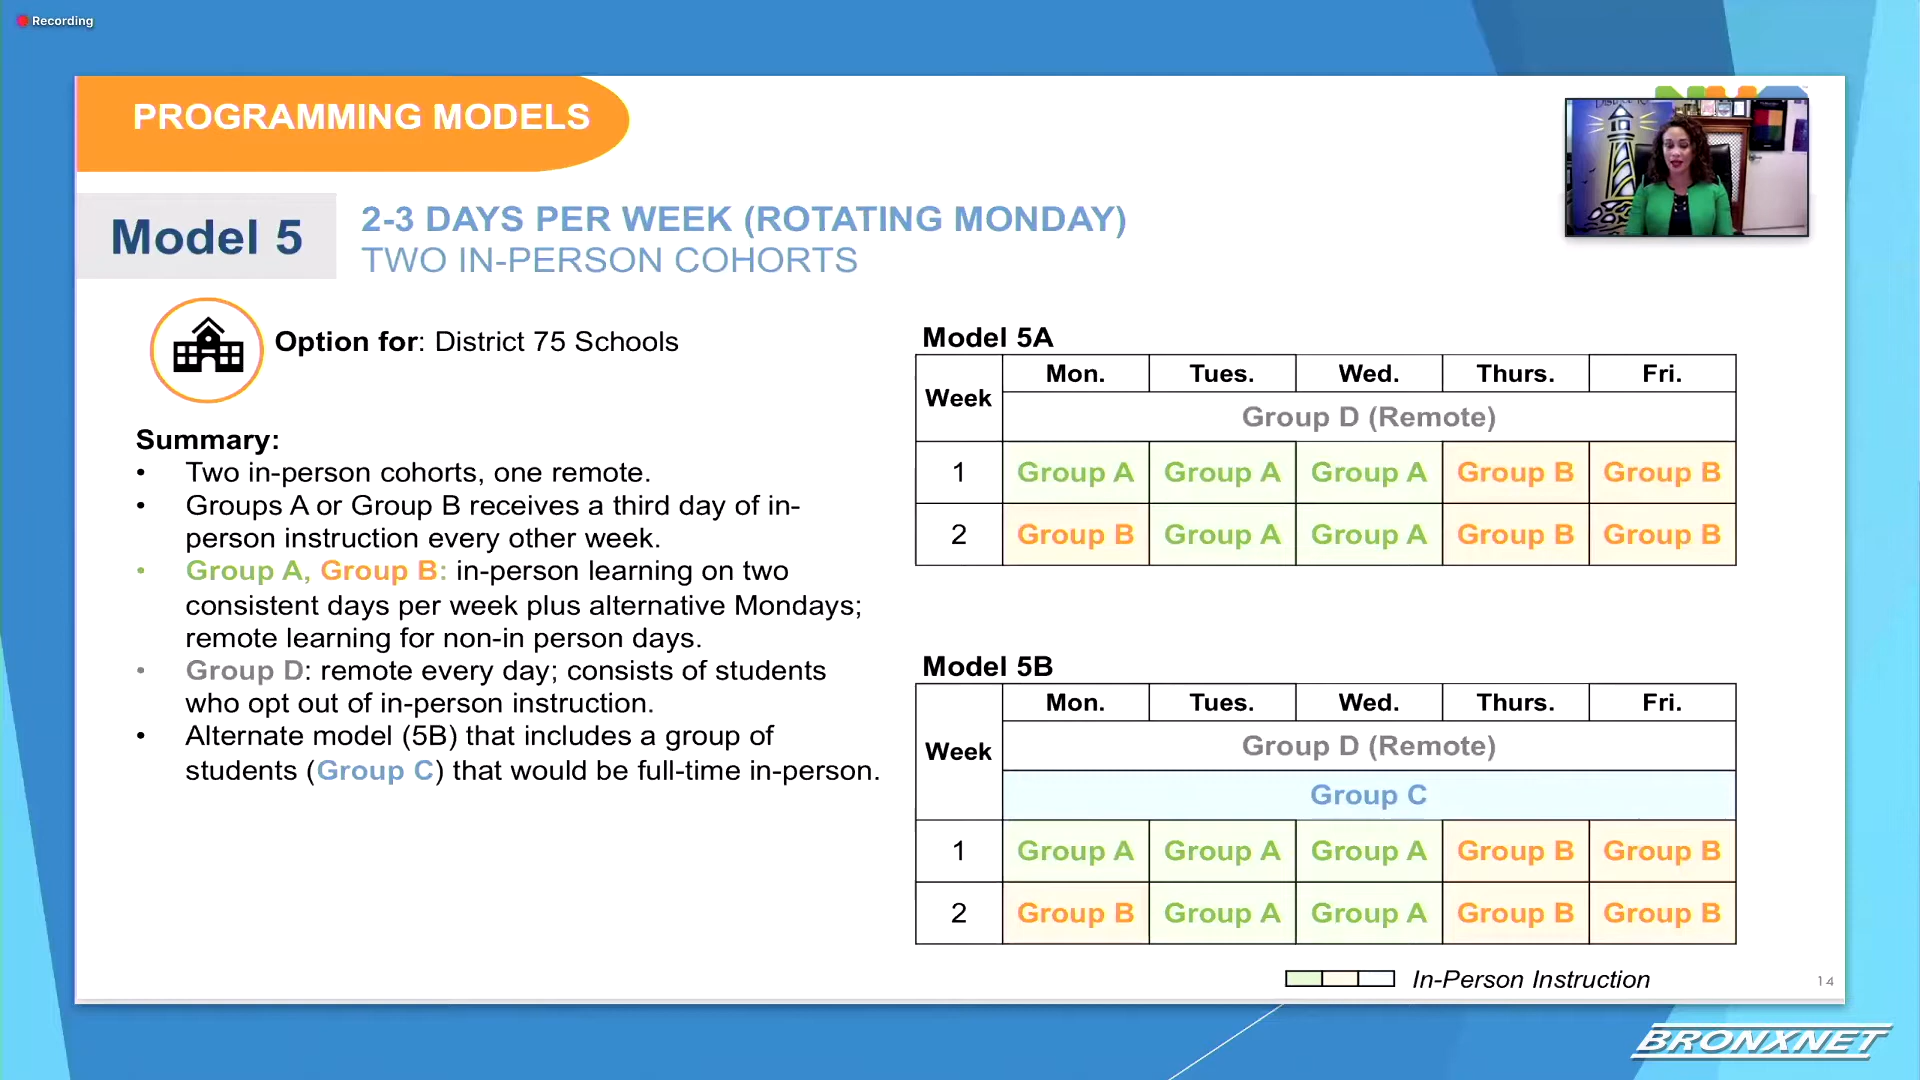 Recording
PROGRAMMING MODELS
Model 5
2-3 DAYS PER WEEK (ROTATING MONDAY)
TWO IN-PERSON COHORTS
Option for: District 75 Schools
Summary:
• Two in-person cohorts, one remote.
• Groups A or Group B receives a third day of in-
person instruction every other week.
• Group A, Group B: in-person learning on two
consistent days per week plus alternative Mondays;
remote learning for non-in person days.
• Group D: remote every day; consists of students
who opt out of in-person instruction.
• Alternate model (5B) that includes a group of
students (Group C) that would be full-time in-person.
Model 5A
Week Mon. Tues. Wed. Thurs. Fri.
Group D (Remote)
1 Group A Group A Group A Group B Group B
2 Group B Group A Group A Group B Group B
Model 5B
Week Mon. Tues. Wed. Thurs. Fri.
Group D (Remote)
Group C
1 Group A Group A Group A Group B Group B
2 Group B Group A Group A Group B Group B
In-Person Instruction
14
BRONXNET